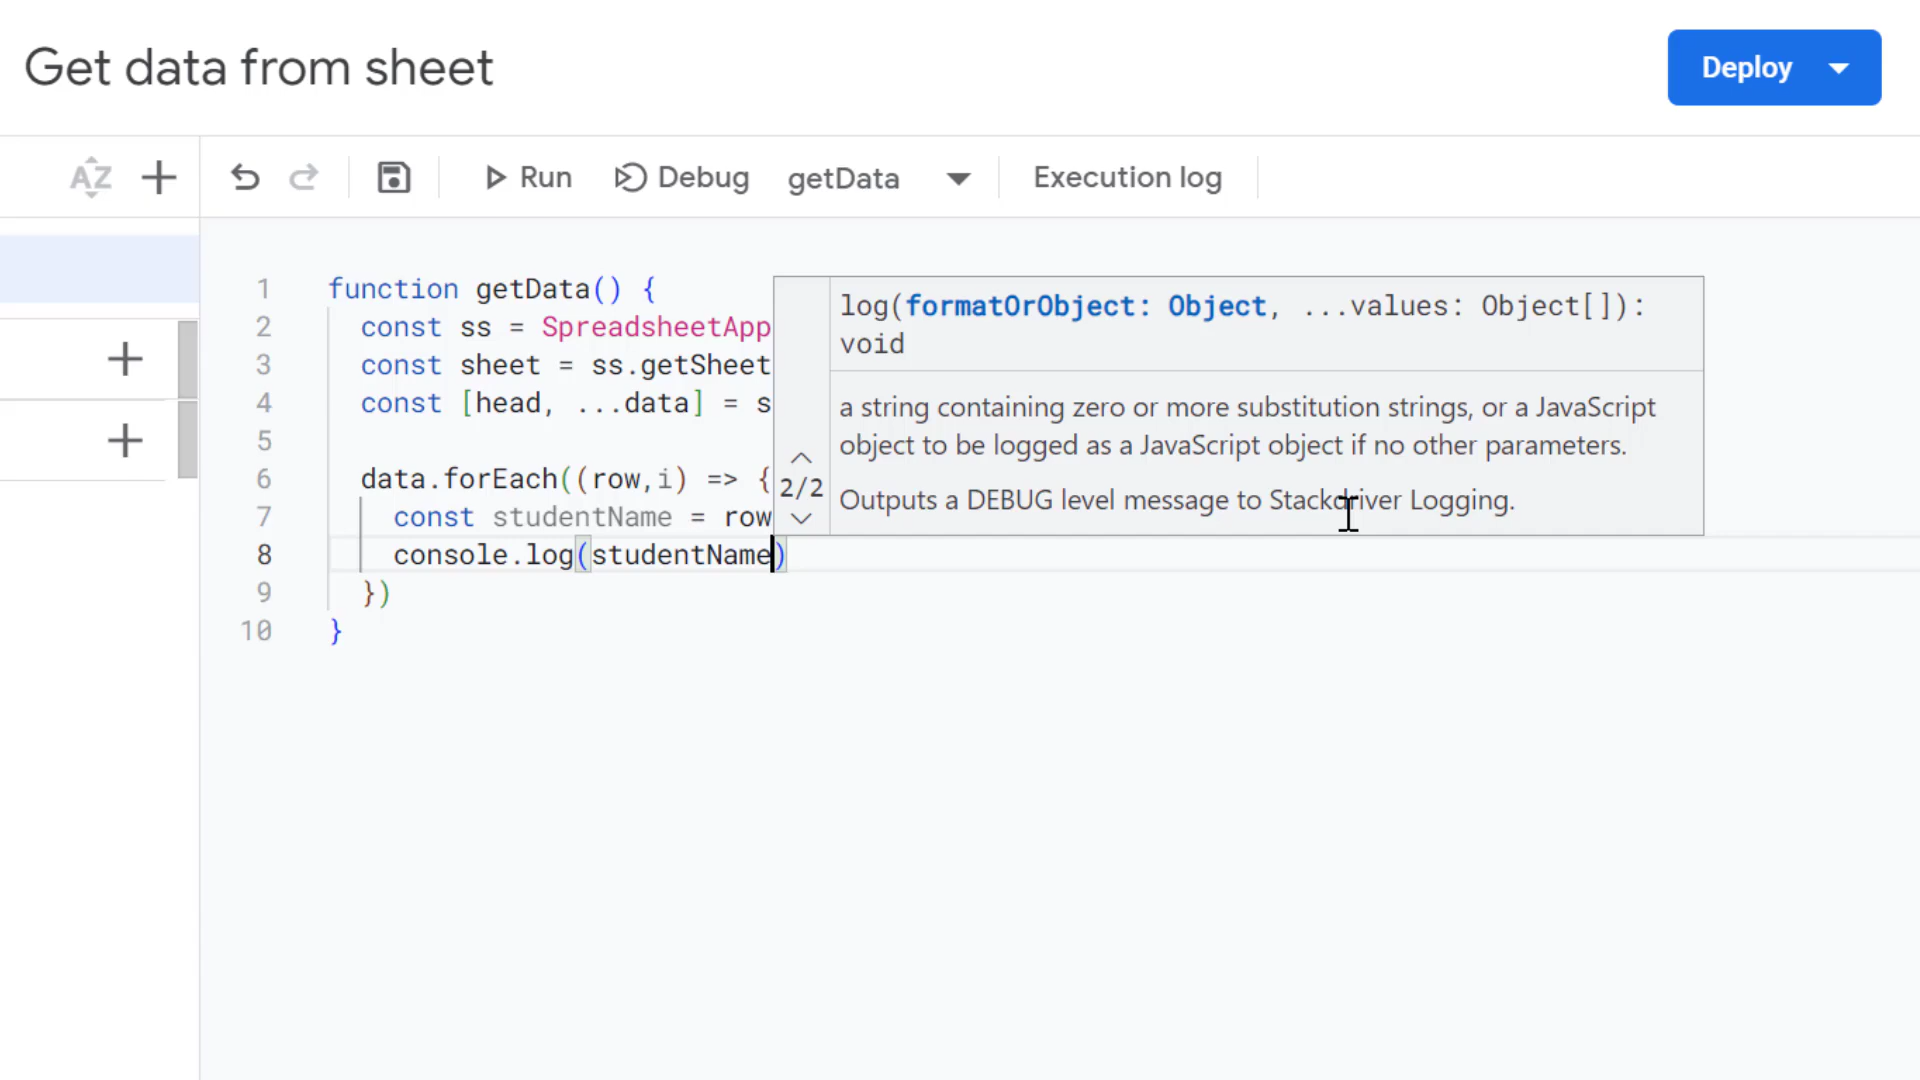 Get data from sheet
Deploy
AZ
Run
Debug
getData
Execution log
1 function getData() {
2 const ss = SpreadsheetApp
3 const sheet = ss.getSheet
4 const [head, ...data] = s
5
6 data.forEach((row,i) => {
7 const studentName = row
8 console.log(studentName)
9 })
10 }
log(formatOrObject: Object, ...values: Object[]):
void
a string containing zero or more substitution strings, or a JavaScript
object to be logged as a JavaScript object if no other parameters.
2/2
Outputs a DEBUG level message to Stackdriver Logging.